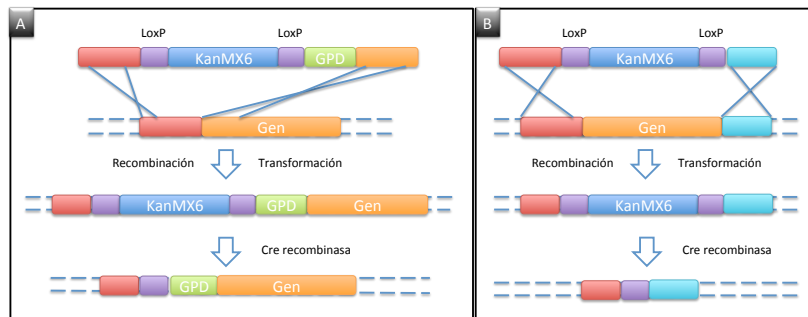 A
LoxP LoxP
KanMX6 GPD
Gen
Recombinación Transformación
KanMX6 GPD Gen
Cre recombinasa
GPD Gen
B
LoxP LoxP
KanMX6
Gen
Recombinación Transformación
KanMX6
Cre recombinasa